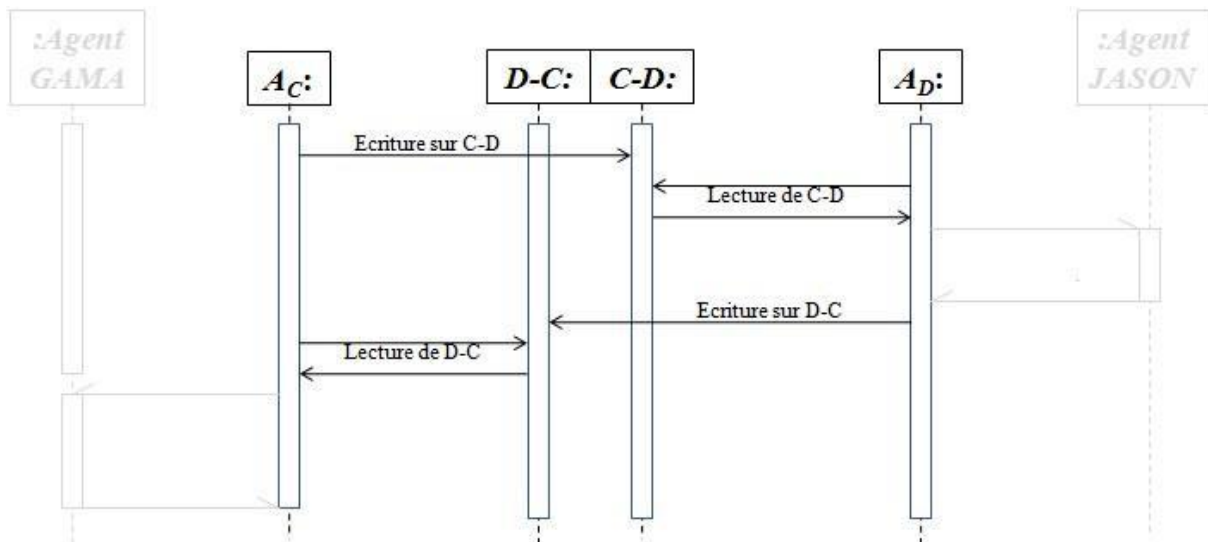 :Agent
GAMA
A_C:
D-C:
C-D:
A_D:
:Agent
JASON
Ecriture sur C-D
Lecture de C-D
Ecriture sur D-C
Lecture de D-C